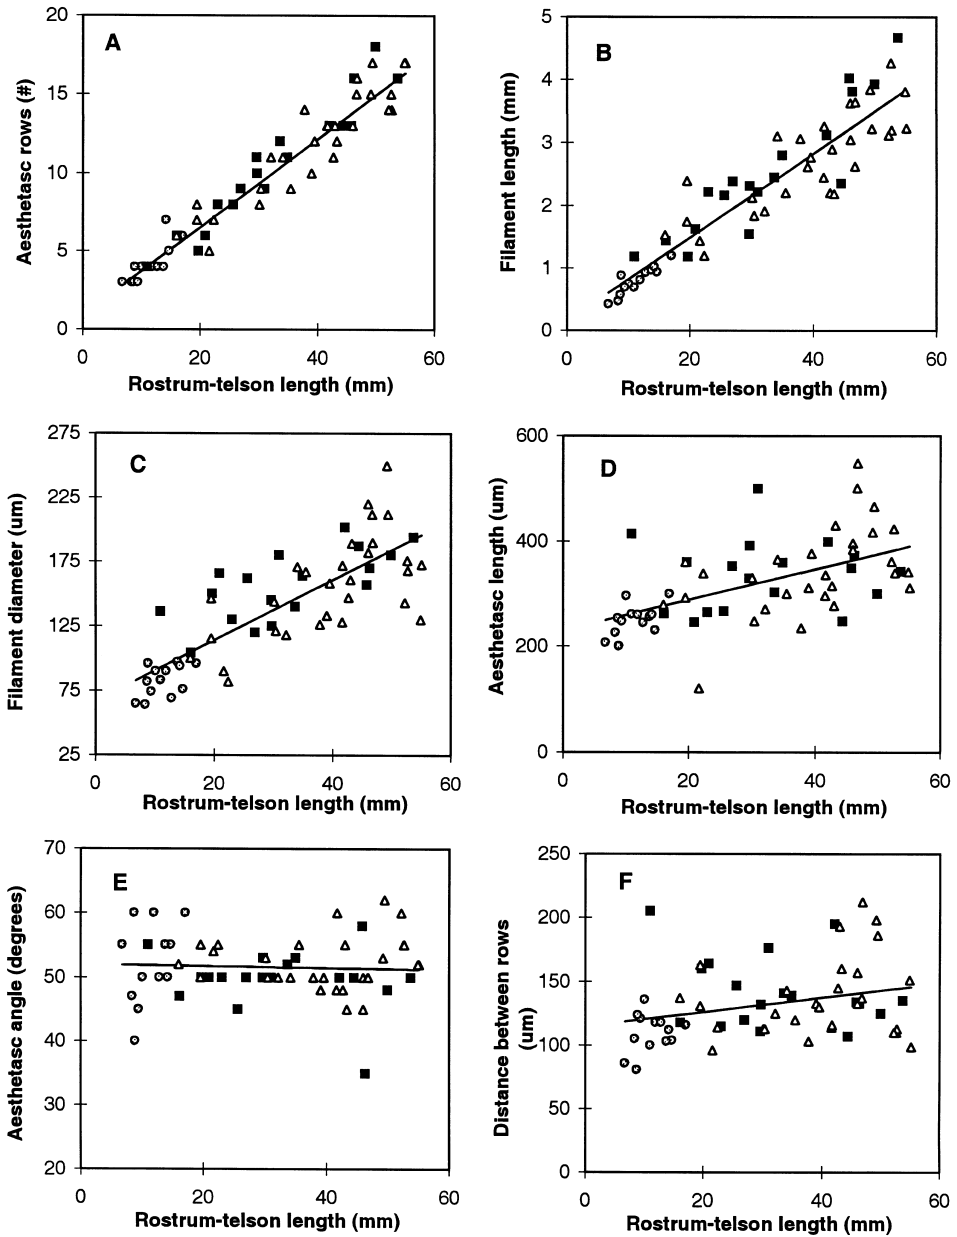 A
Aesthetasc rows (#)
20
15
10
5
0
0 20 40 60
Rostrum-telson length (mm)
B
Filament length (mm)
5
4
3
2
1
0
0 20 40 60
Rostrum-telson length (mm)
C
Filament diameter (um)
275
225
175
125
75
25
0 20 40 60
Rostrum-telson length (mm)
D
Aesthetasc length (um)
600
400
200
0
0 20 40 60
Rostrum-telson length (mm)
E
Aesthetasc angle (degrees)
70
60
50
40
30
20
0 20 40 60
Rostrum-telson length (mm)
F
Distance between rows
(um)
250
200
150
100
50
0
0 20 40 60
Rostrum-telson length (mm)